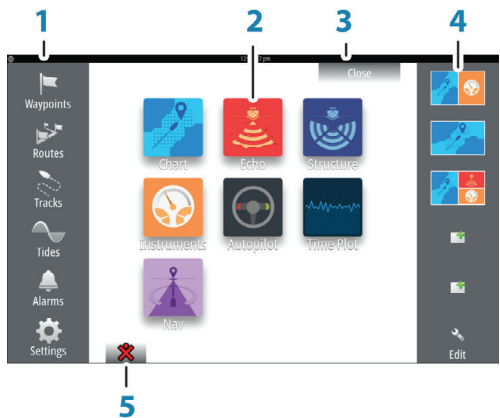 1 2 3 4
Close
Waypoints
Routes
Tracks
Tides
Alarms
Settings
Chart Echo Structure
Instruments Autopilot Time Plot
Nav
Edit
5